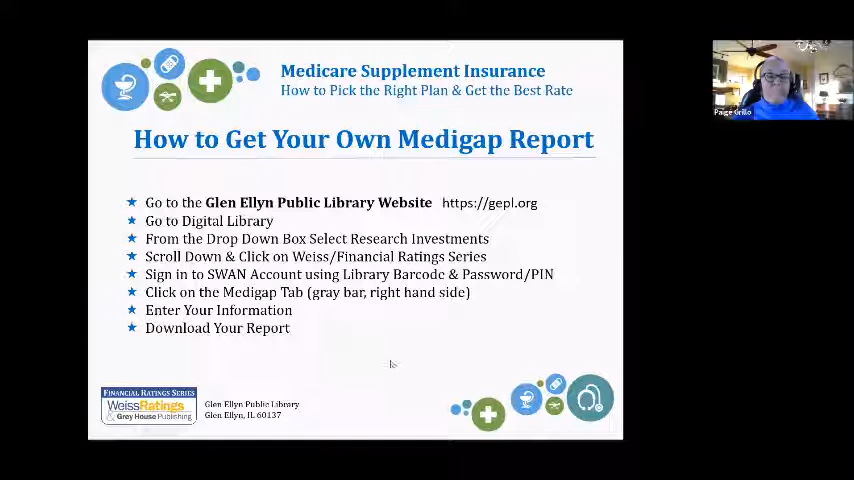 Medicare Supplement Insurance
How to Pick the Right Plan & Get the Best Rate
How to Get Your Own Medigap Report
Go to the Glen Ellyn Public Library Website https://gepl.org
Go to Digital Library
From the Drop Down Box Select Research Investments
Scroll Down & Click on Weiss/Financial Ratings Series
Sign in to SWAN Account using Library Barcode & Password/PIN
Click on the Medigap Tab (gray bar, right hand side)
Enter Your Information
Download Your Report
FINANCIAL RATINGS SERIES
WeissRatings
& Grey House Publishing
Glen Ellyn Public Library
Glen Ellyn, IL 60137
Paige Grillo